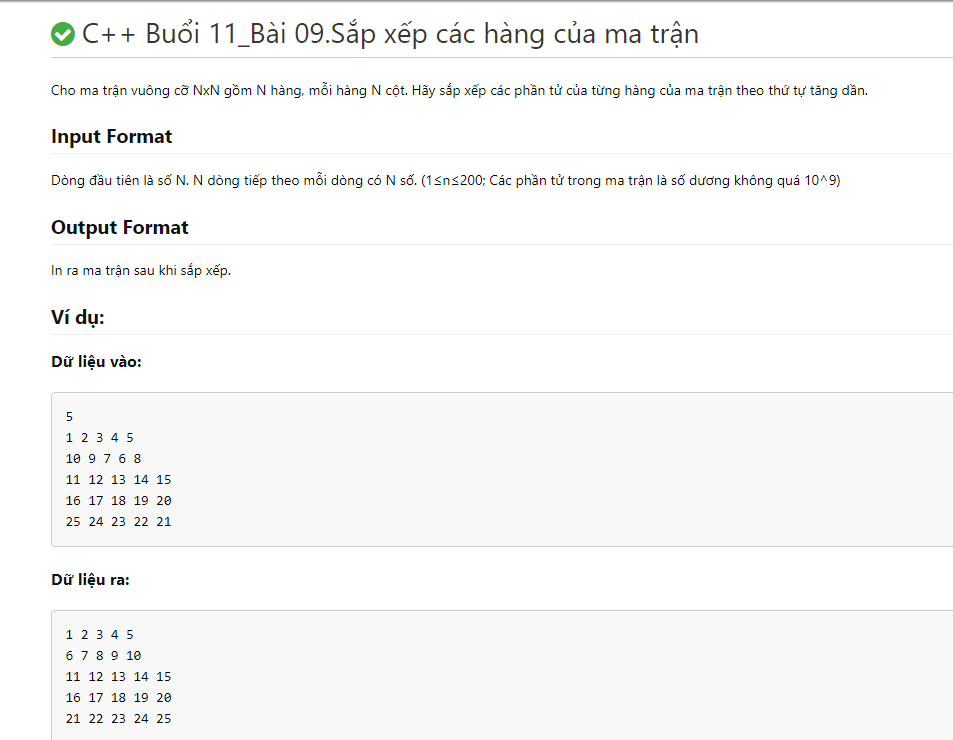 C++ Buổi 11_Bài 09.Sắp xếp các hàng của ma trận
Cho ma trận vuông cỡ NxN gồm N hàng, mỗi hàng N cột. Hãy sắp xếp các phần tử của từng hàng của ma trận theo thứ tự tăng dần.
Input Format
Dòng đầu tiên là số N. N dòng tiếp theo mỗi dòng có N số. (1≤n≤200; Các phần tử trong ma trận là số dương không quá 10^9)
Output Format
In ra ma trận sau khi sắp xếp.
Ví dụ:
Dữ liệu vào:
5
1 2 3 4 5
10 9 7 6 8
11 12 13 14 15
16 17 18 19 20
25 24 23 22 21
Dữ liệu ra:
1 2 3 4 5
6 7 8 9 10
11 12 13 14 15
16 17 18 19 20
21 22 23 24 25